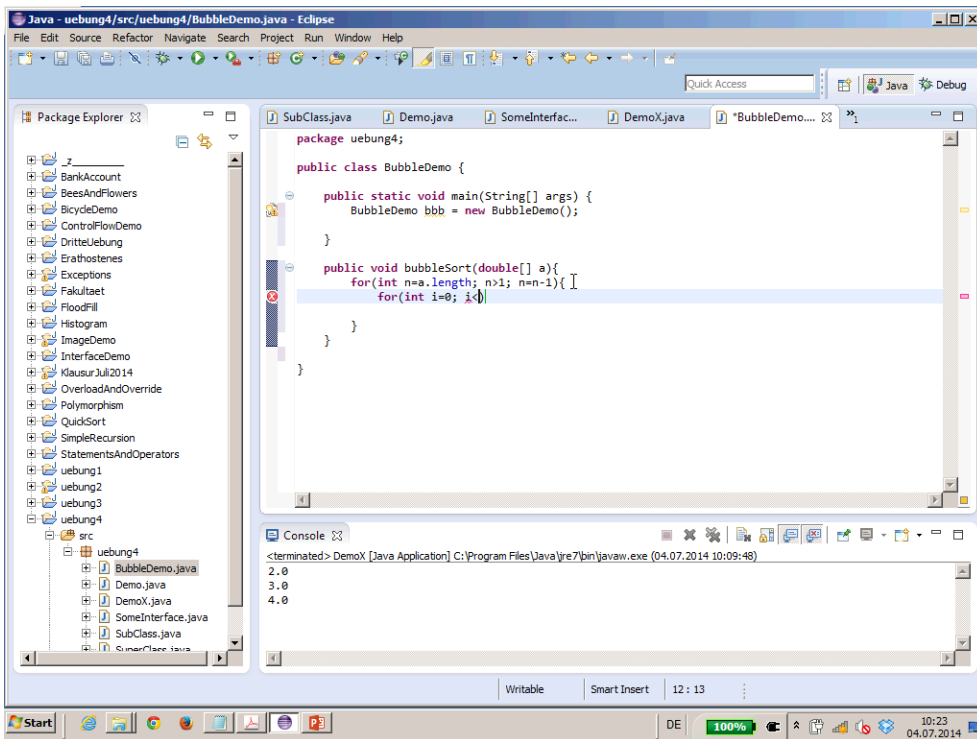 Java - uebung4/src/uebung4/BubbleDemo.java - Eclipse
File Edit Source Refactor Navigate Search Project Run Window Help
Quick Access
Java
Debug
Package Explorer
_z_________
BankAccount
BeesAndFlowers
BicycleDemo
ControlFlowDemo
DritteUebung
Erathostenes
Exceptions
Fakultaet
FloodFill
Histogram
ImageDemo
InterfaceDemo
KlausurJuli2014
OverloadAndOverride
Polymorphism
QuickSort
SimpleRecursion
StatementsAndOperators
uebung1
uebung2
uebung3
uebung4
src
uebung4
BubbleDemo.java
Demo.java
DemoX.java
SomeInterface.java
SubClass.java
SuperClass.java
SubClass.java Demo.java SomeInterfac... DemoX.java *BubbleDemo.... »1
package uebung4;
public class BubbleDemo {
public static void main(String[] args) {
BubbleDemo bbb = new BubbleDemo();
}
public void bubbleSort(double[] a){
for(int n=a.length; n>1; n=n-1){
for(int i=0; i<)
}
}
}
Console
<terminated> DemoX [Java Application] C:\Program Files\Java\jre7\bin\javaw.exe (04.07.2014 10:09:48)
2.0
3.0
4.0
Writable Smart Insert 12 : 13
Start
DE 100% 10:23
04.07.2014